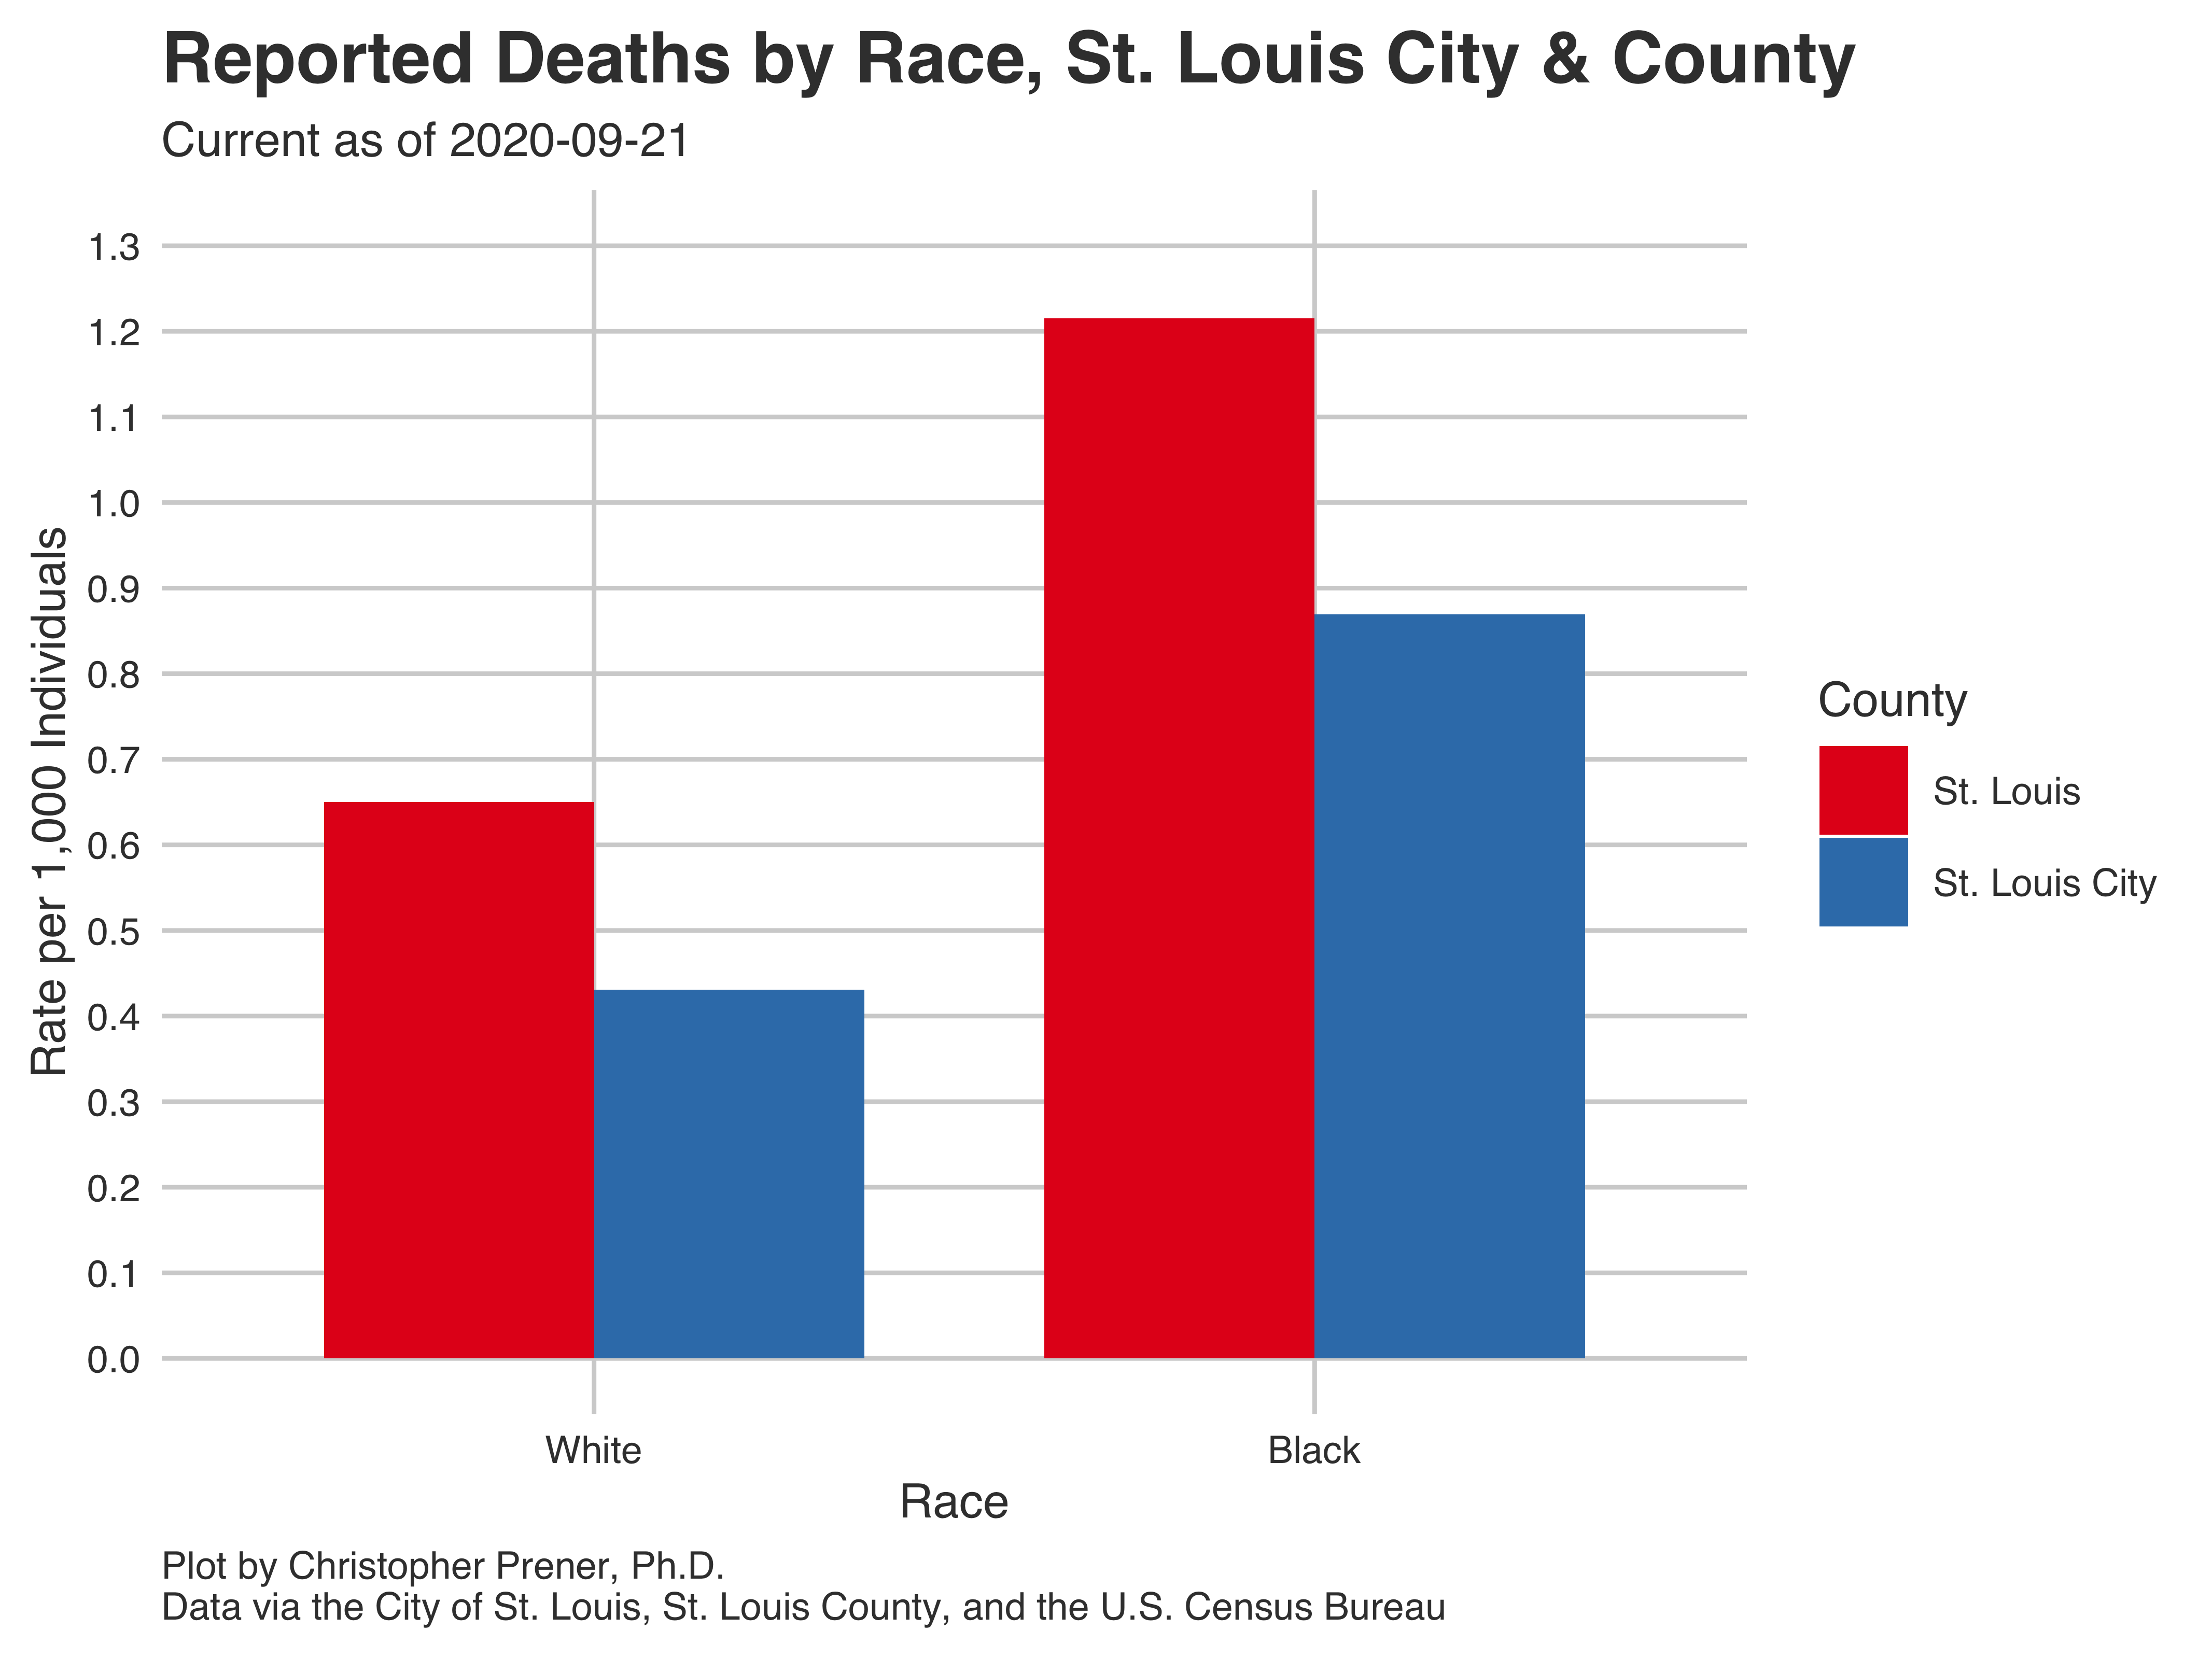 Reported Deaths by Race, St. Louis City & County
Current as of 2020-09-21
Rate per 1,000 Individuals
1.3
1.2
1.1
1.0
0.9
0.8
0.7
0.6
0.5
0.4
0.3
0.2
0.1
0.0
White
Black
Race
County
St. Louis
St. Louis City
Plot by Christopher Prener, Ph.D.
Data via the City of St. Louis, St. Louis County, and the U.S. Census Bureau